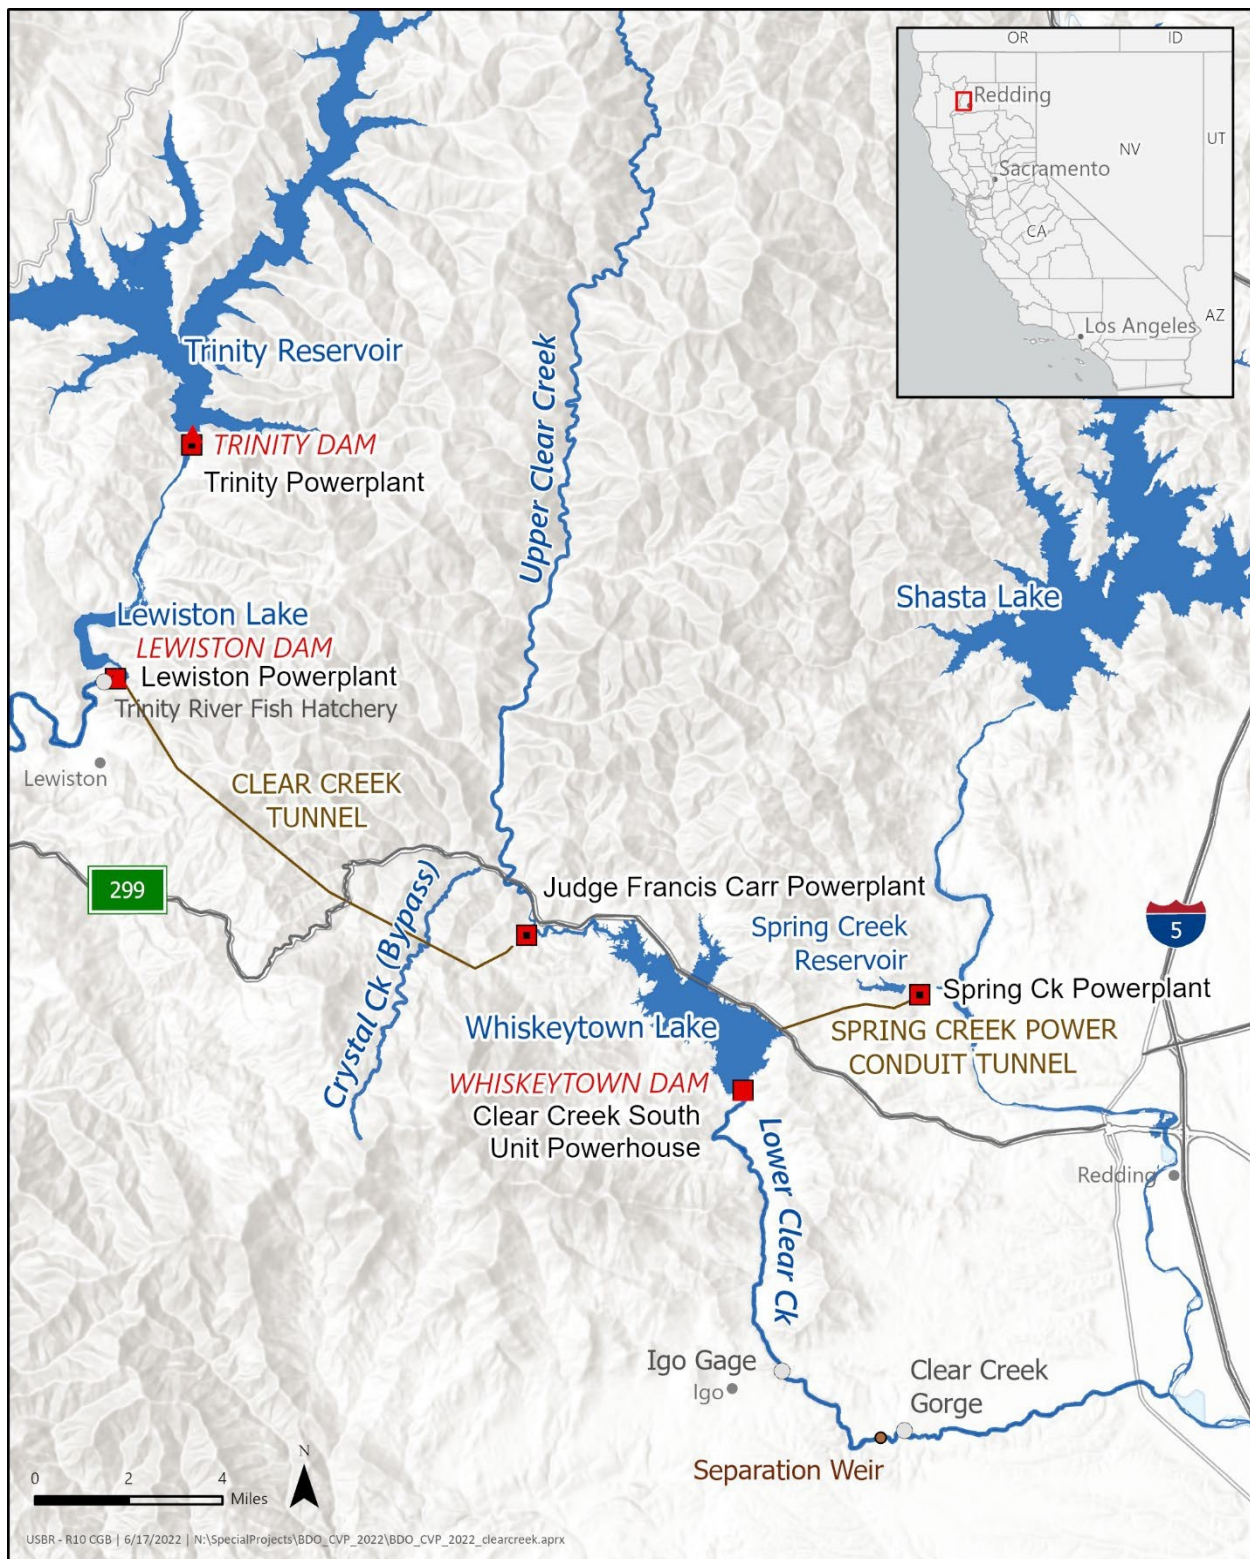 OR
ID
Redding
NV
UT
Sacramento
CA
AZ
Los Angeles
Trinity Reservoir
Upper Clear Creek
TRINITY DAM
Trinity Powerplant
Shasta Lake
Lewiston Lake
LEWISTON DAM
Lewiston Powerplant
Trinity River Fish Hatchery
Lewiston
CLEAR CREEK
TUNNEL
299
Crystal Ck (Bypass)
Judge Francis Carr Powerplant
5
Spring Creek
Reservoir
Spring Ck Powerplant
Whiskeytown Lake
SPRING CREEK POWER
CONDUIT TUNNEL
WHISKEYTOWN DAM
Clear Creek South
Unit Powerhouse
Lower Clear Ck
Redding
Igo Gage
Igo
Clear Creek
Gorge
Separation Weir
N
0 2 4
Miles
USBR - R10 CGB | 6/17/2022 | N:\SpecialProjects\BDO_CVP_2022\BDO_CVP_2022_clearcreek.aprx